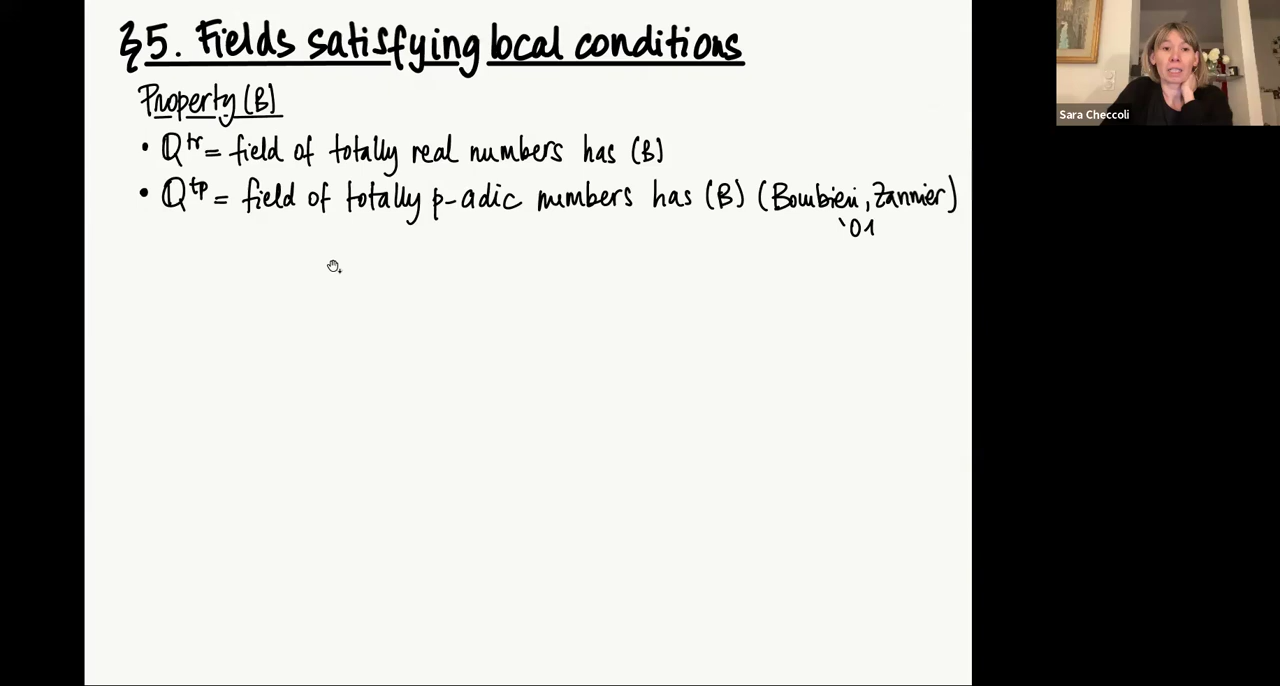 §5. Fields satisfying local conditions
Property (B)
• Q^tr = field of totally real numbers has (B)
• Q^tp = field of totally p-adic numbers has (B) (Bombieri, Zannier)
'01
Sara Checcoli